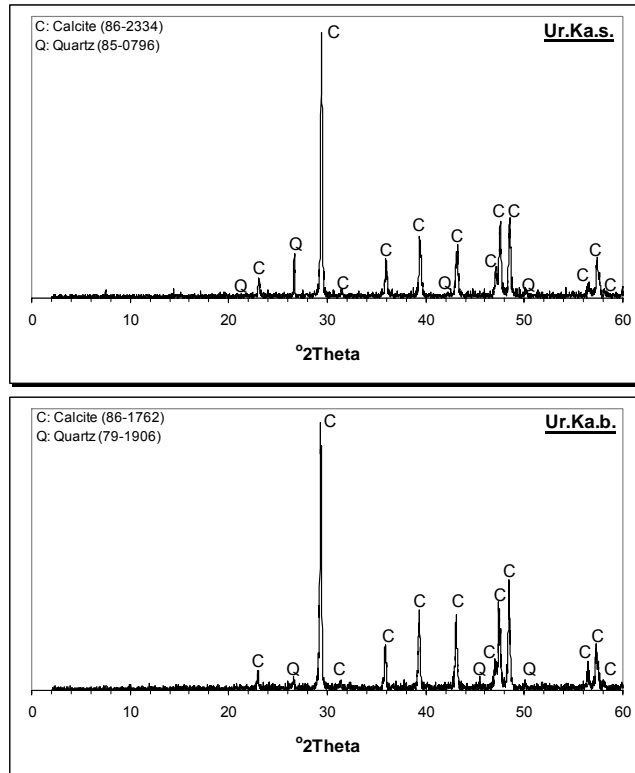 C: Calcite (86-2334)
Q: Quartz (85-0796)
Ur.Ka.s.
C
Q
C
Q
C
C
C
C
Q
C
C
C
Q
C
C
C
0 10 20 30 40 50 60
°2Theta
C: Calcite (86-1762)
Q: Quartz (79-1906)
Ur.Ka.b.
C
C
Q
C
C
C
C
Q
C
C
C
Q
C
C
C
0 10 20 30 40 50 60
°2Theta